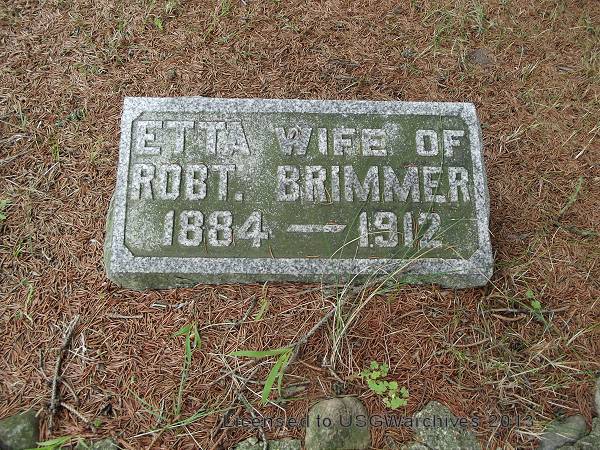 ETTA WIFE OF
ROBT. BRIMMER
1884 — 1912
Licensed to USGWarchives 2013